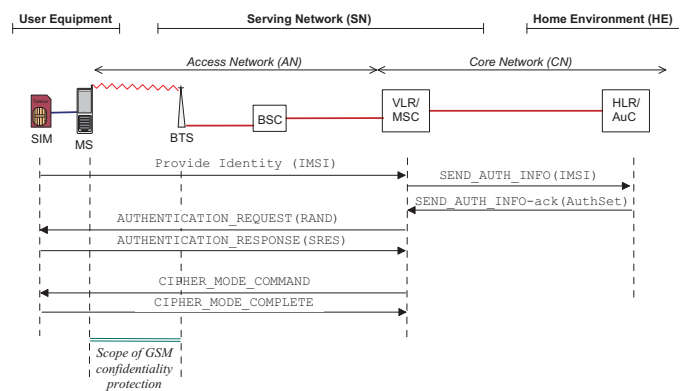 User Equipment
Serving Network (SN)
Home Environment (HE)
Access Network (AN)
Core Network (CN)
SIM
MS
BTS
BSC
VLR/
MSC
HLR/
AuC
Provide Identity (IMSI)
SEND_AUTH_INFO(IMSI)
SEND_AUTH_INFO-ack(AuthSet)
AUTHENTICATION_REQUEST(RAND)
AUTHENTICATION_RESPONSE(SRES)
CIPHER_MODE_COMMAND
CIPHER_MODE_COMPLETE
Scope of GSM
confidentiality
protection